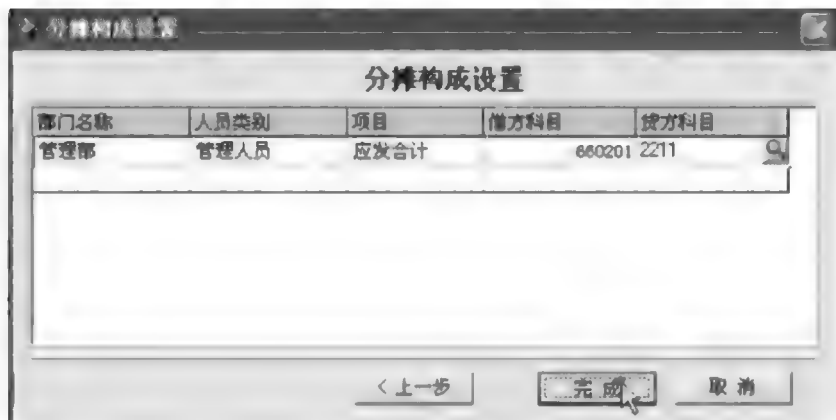 分摊构成设置
分摊构成设置
部门名称 人员类别 项目 借方科目 贷方科目
管理部 管理人员 应发合计 660201 2211
<上一步 完成 取消